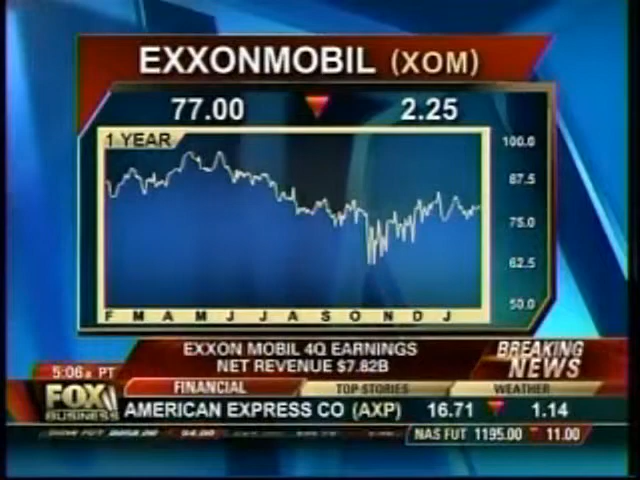 EXXONMOBIL (XOM)
77.00 2.25
1 YEAR
100.0
87.5
75.0
62.5
50.0
F M A M J J A S O N D J
EXXON MOBIL 4Q EARNINGS
NET REVENUE $7.82B
BREAKING
NEWS
5:06a PT
FINANCIAL TOP STORIES WEATHER
FOX
BUSINESS
AMERICAN EXPRESS CO (AXP) 16.71 1.14
NAS FUT 1195.00 11.00